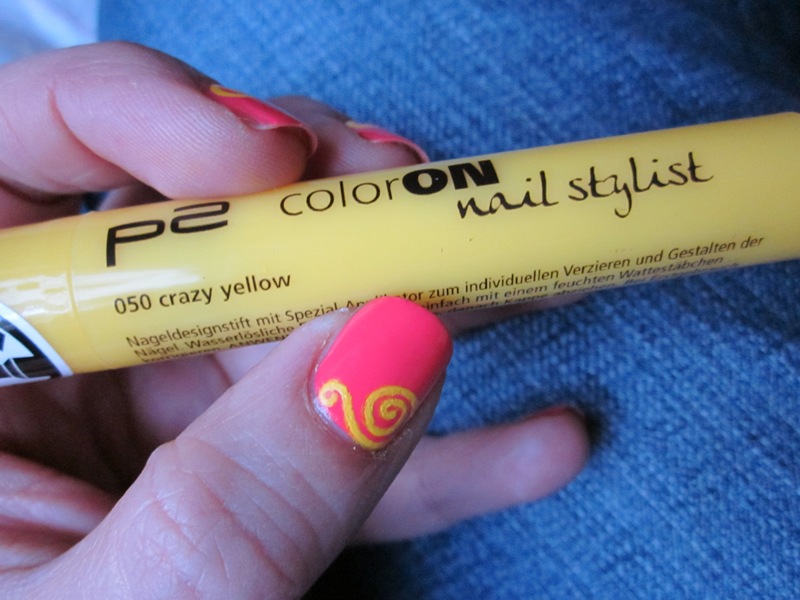 p2 colorON
nail stylist
050 crazy yellow
Nageldesignstift mit Spezial zum individuellen Verzieren und Gestalten der
Nägel. Wasserlösliche einfach mit einem feuchten Wattestäbchen